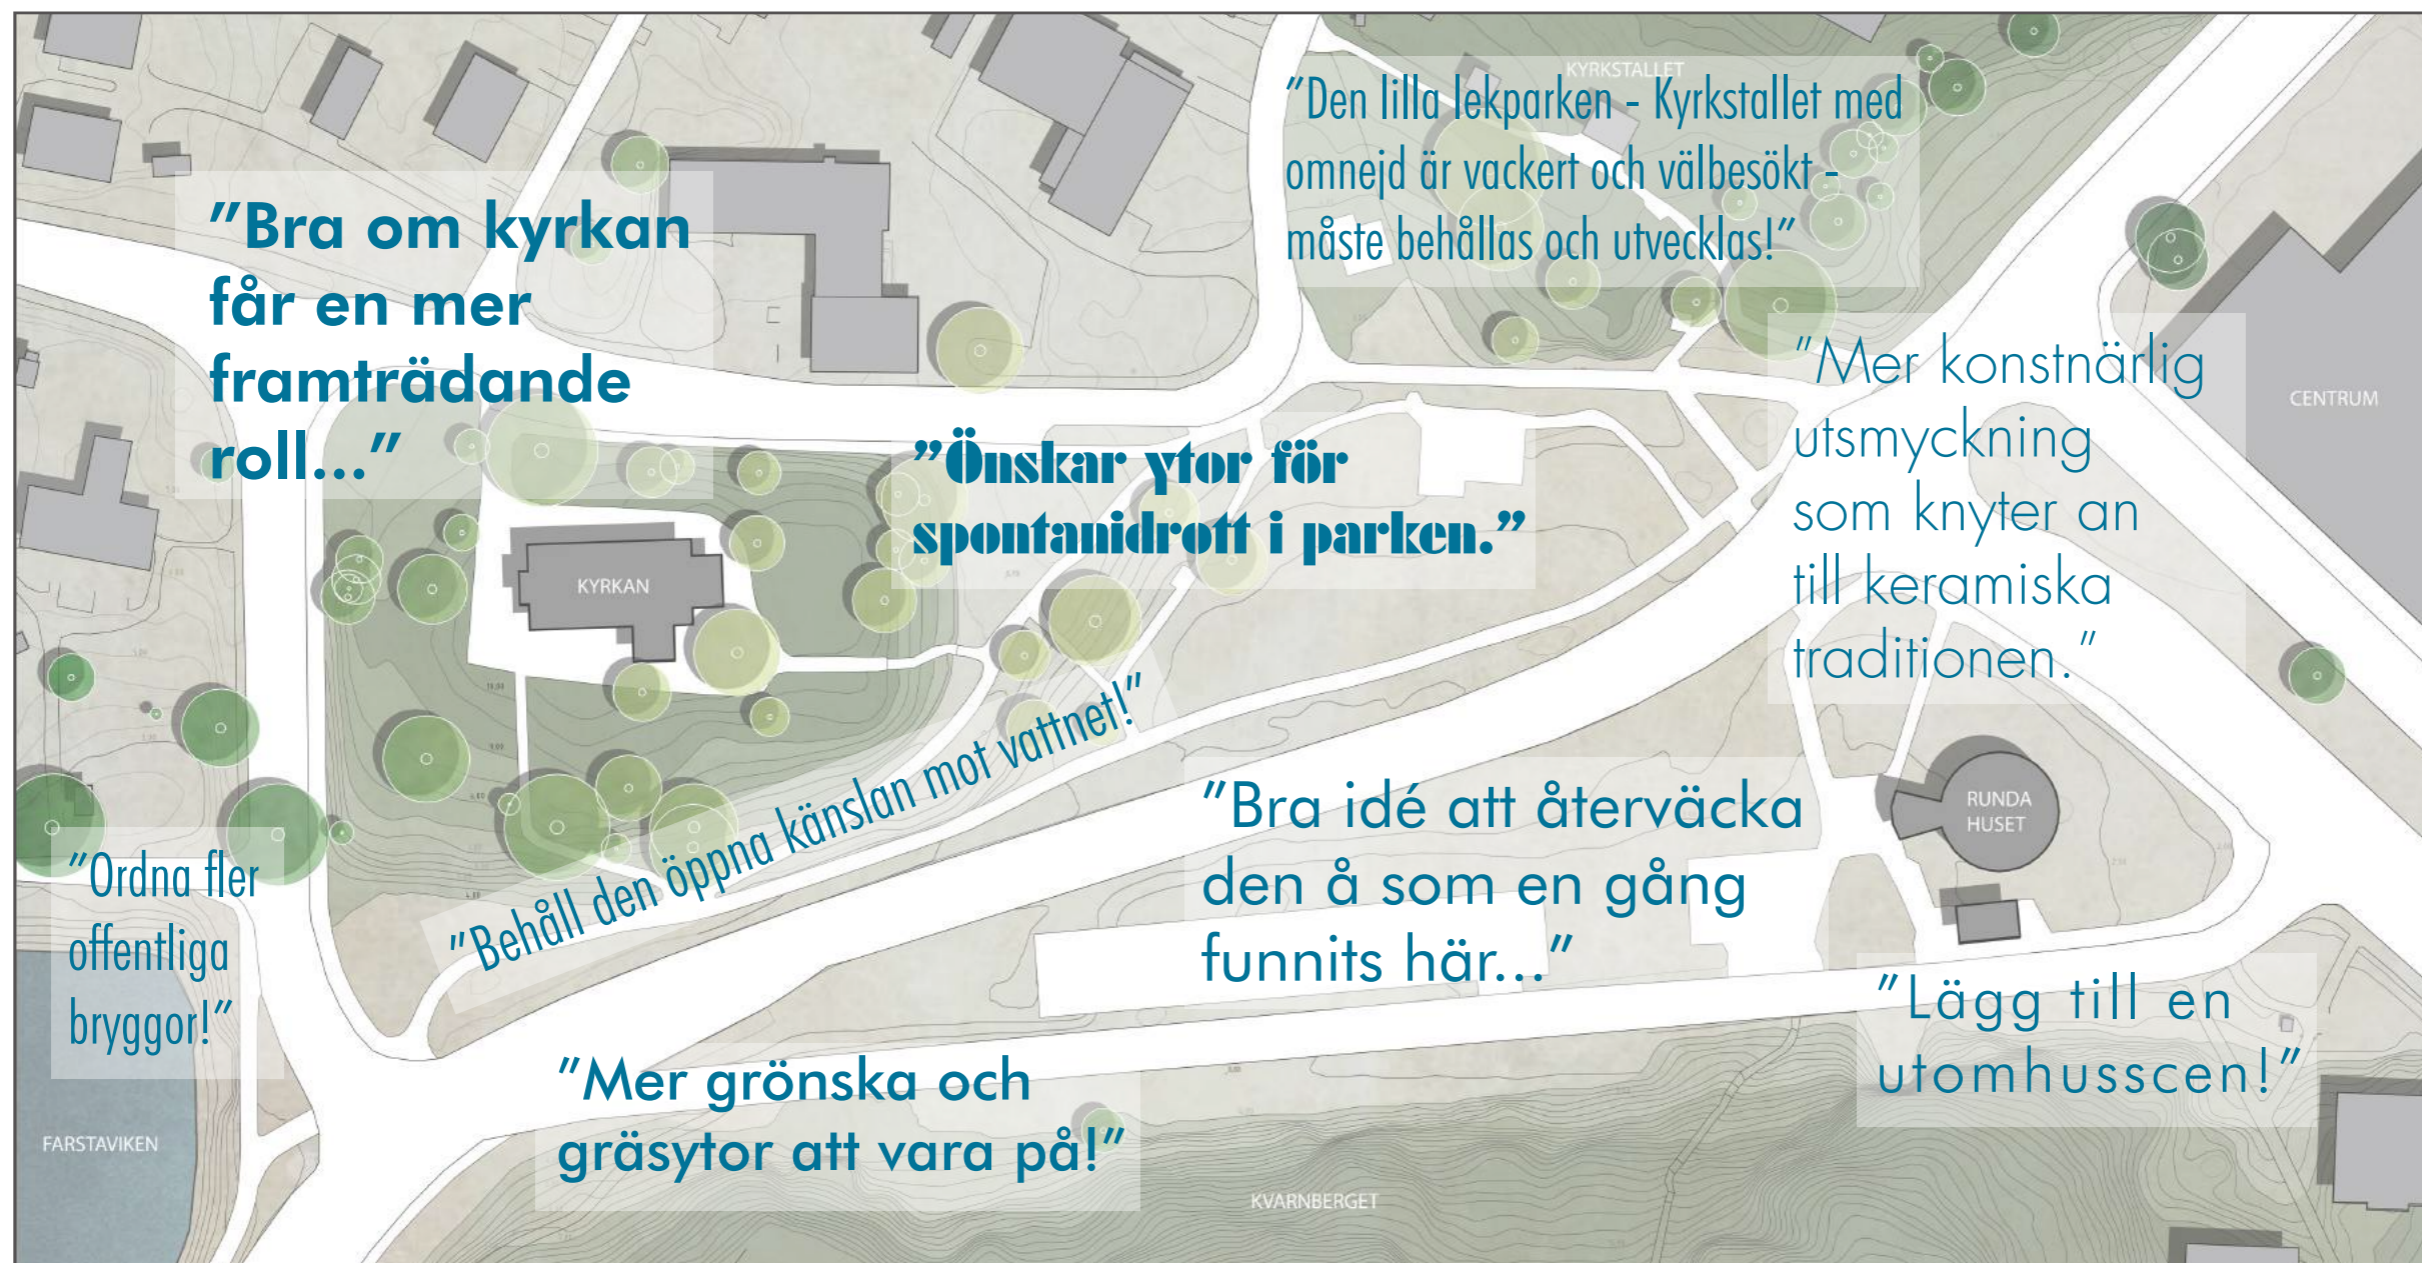 KYRKSTALLET
"Den lilla lekparken - Kyrkstallet med
omnejd är vackert och välbesökt -
måste behållas och utvecklas!"
"Bra om kyrkan
får en mer
framträdande
roll..."
"Mer konstnärlig
utsmyckning
som knyter an
till keramiska
traditionen."
CENTRUM
"Önskar ytor för
spontanidrott i parken."
KYRKAN
"Behåll den öppna känslan mot vattnet!"
"Bra idé att återväcka
den å som en gång
funnits här..."
RUNDA
HUSET
"Ordna fler
offentliga
bryggor!"
"Lägg till en
utomhusscen!"
"Mer grönska och
gräsytor att vara på!"
FARSTAVIKEN
KVARNBERGET